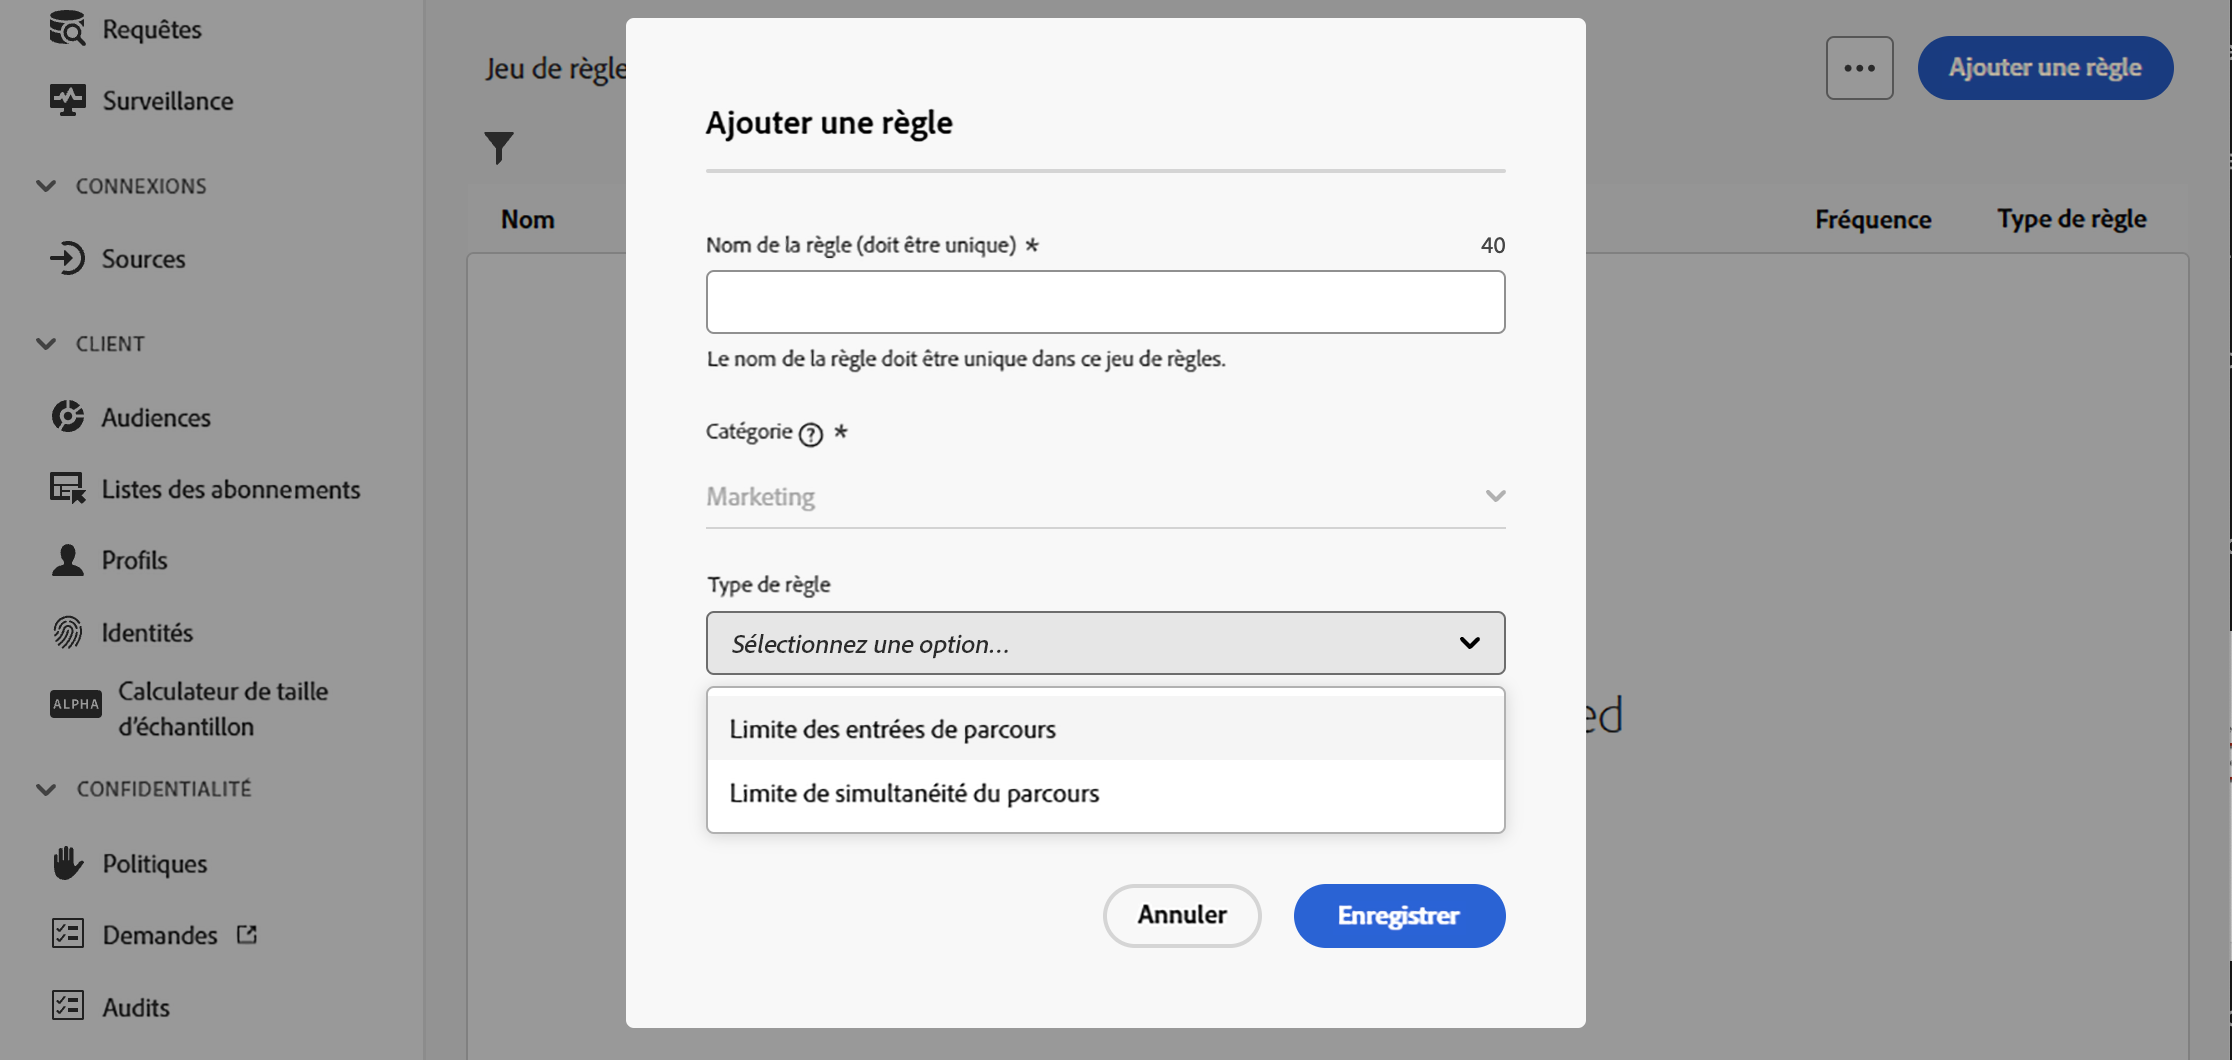 Requêtes
Surveillance
CONNEXIONS
Sources
CLIENT
Audiences
Listes des abonnements
Profils
Identités
ALPHA
Calculateur de taille
d'échantillon
CONFIDENTIALITÉ
Politiques
Demandes
Audits
Jeu de règle
Ajouter une règle
Nom
Fréquence
Type de règle
ed
Ajouter une règle
Nom de la règle (doit être unique) *
40
Le nom de la règle doit être unique dans ce jeu de règles.
Catégorie ? *
Marketing
Type de règle
Sélectionnez une option...
Limite des entrées de parcours
Limite de simultanéité du parcours
Annuler
Enregistrer